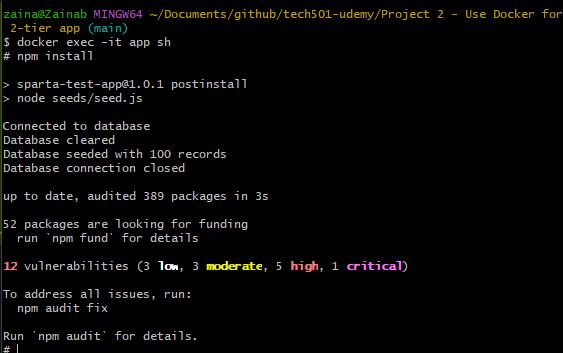 zaina@Zainab MINGW64 ~/Documents/github/tech501-udemy/Project 2 - Use Docker for
 2-tier app (main)
$ docker exec -it app sh
# npm install
> sparta-test-app@1.0.1 postinstall
> node seeds/seed.js
Connected to database
Database cleared
Database seeded with 100 records
Database connection closed
up to date, audited 389 packages in 3s
52 packages are looking for funding
  run `npm fund` for details
12 vulnerabilities (3 low, 3 moderate, 5 high, 1 critical)
To address all issues, run:
  npm audit fix
Run `npm audit` for details.
#